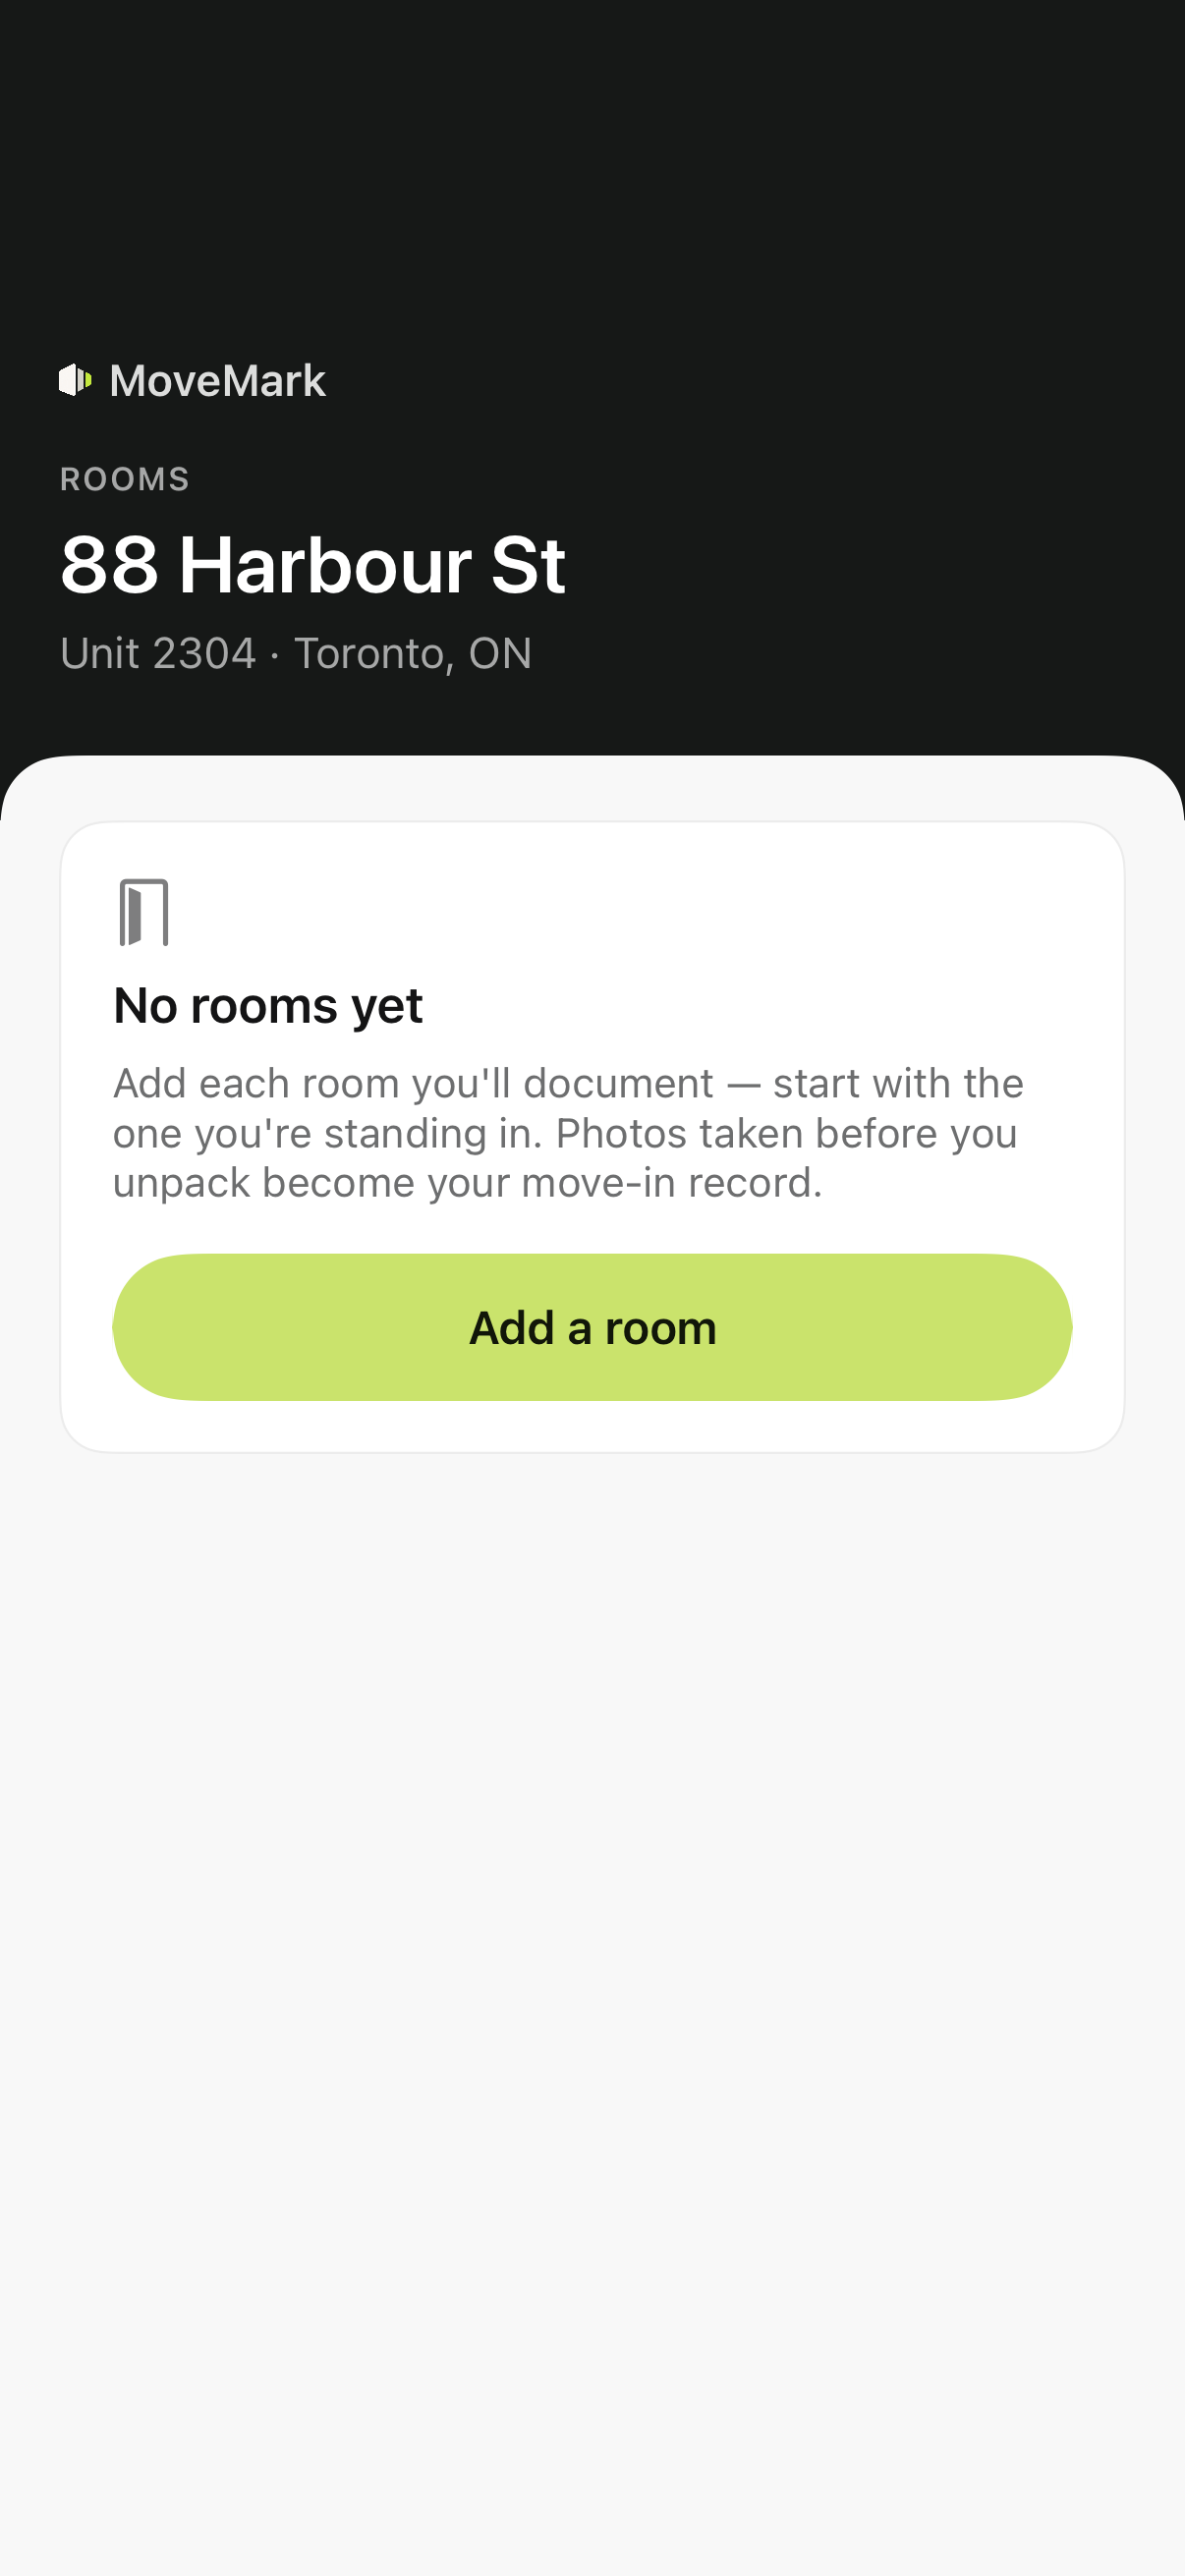 MoveMark
ROOMS
88 Harbour St
Unit 2304 · Toronto, ON
No rooms yet
Add each room you'll document — start with the
one you're standing in. Photos taken before you
unpack become your move-in record.
Add a room